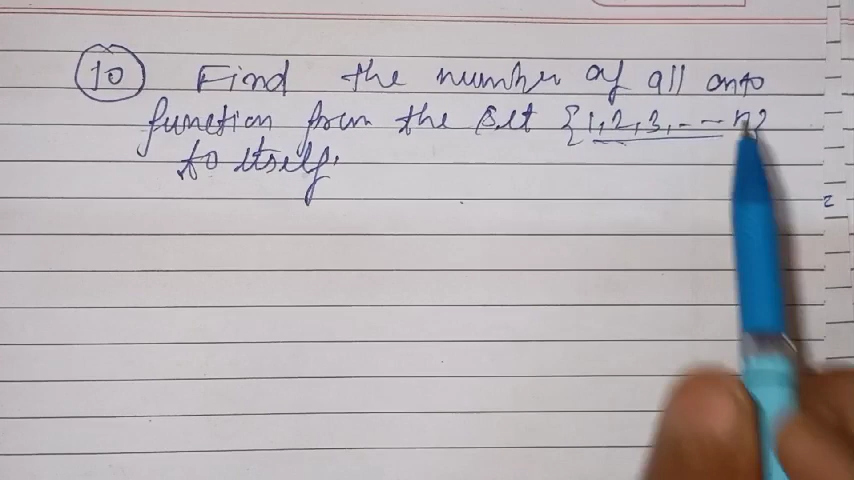 10 Find the number of all onto
function from the set {1,2,3,---n}
to itself.